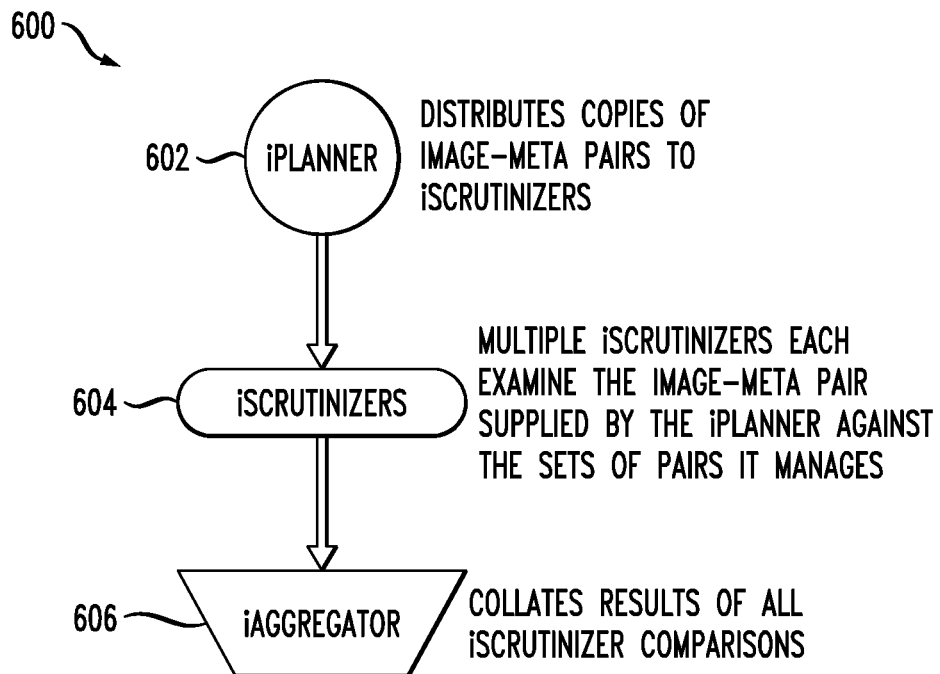 600
602
iPLANNER
DISTRIBUTES COPIES OF
IMAGE-META PAIRS TO
iSCRUTINIZERS
604
iSCRUTINIZERS
MULTIPLE iSCRUTINIZERS EACH
EXAMINE THE IMAGE-META PAIR
SUPPLIED BY THE iPLANNER AGAINST
THE SETS OF PAIRS IT MANAGES
606
iAGGREGATOR
COLLATES RESULTS OF ALL
iSCRUTINIZER COMPARISONS